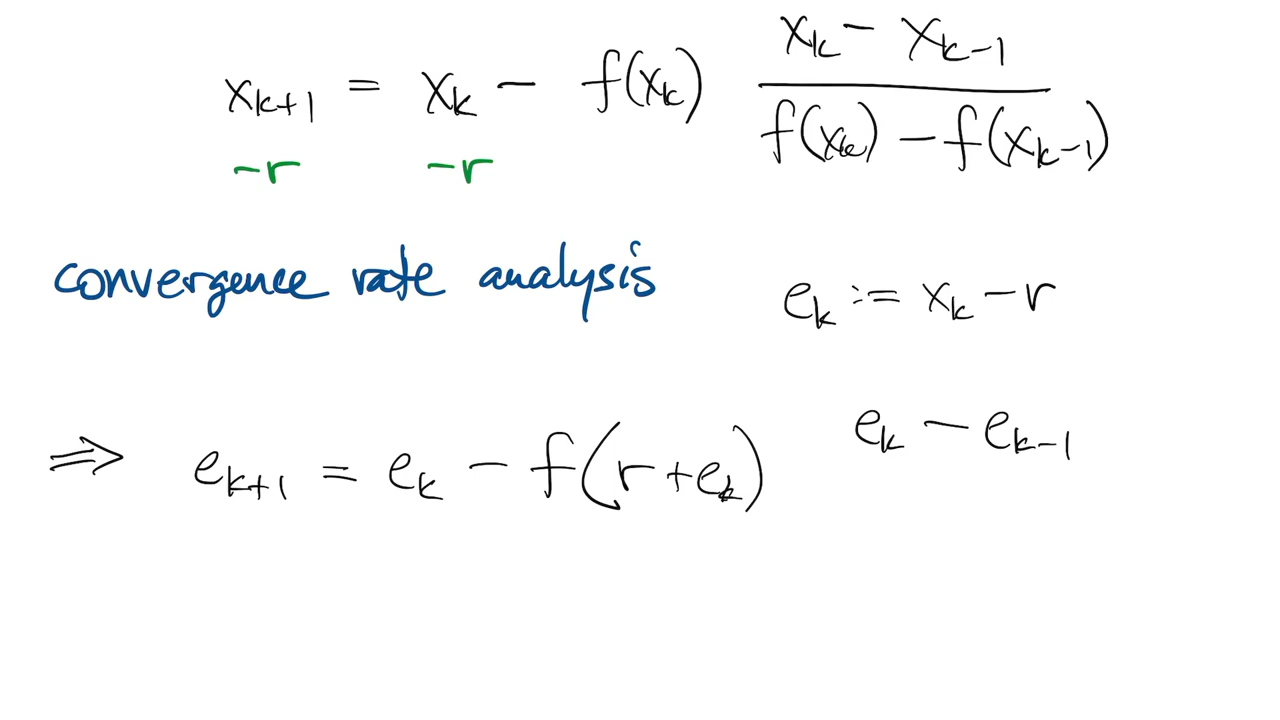 x_{k+1} = x_k - f(x_k) \frac{x_k - x_{k-1}}{f(x_k) - f(x_{k-1})}
-r -r
convergence rate analysis
e_k := x_k - r
⇒ e_{k+1} = e_k - f(r + e_k) e_k - e_{k-1}